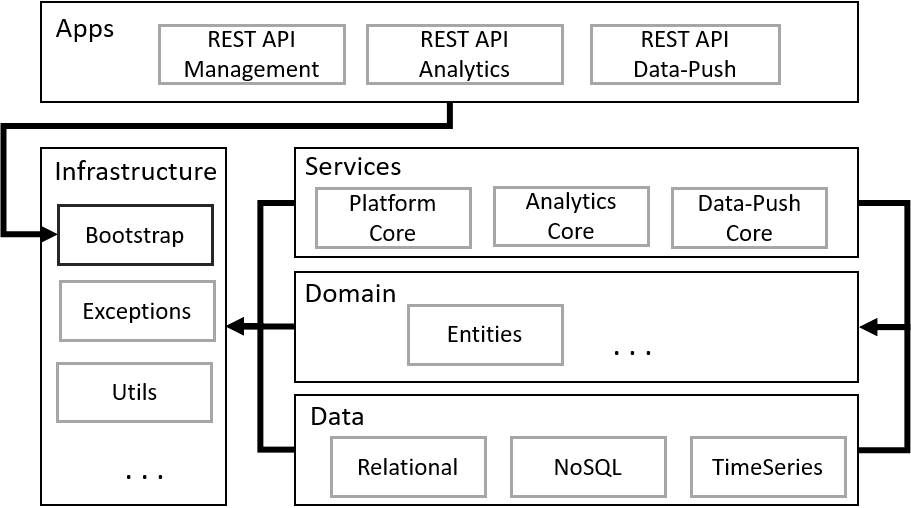 Apps
REST API
Management
REST API
Analytics
REST API
Data-Push
Infrastructure
Bootstrap
Exceptions
Utils
. . .
Services
Platform
Core
Analytics
Core
Data-Push
Core
Domain
Entities
. . .
Data
Relational
NoSQL
TimeSeries